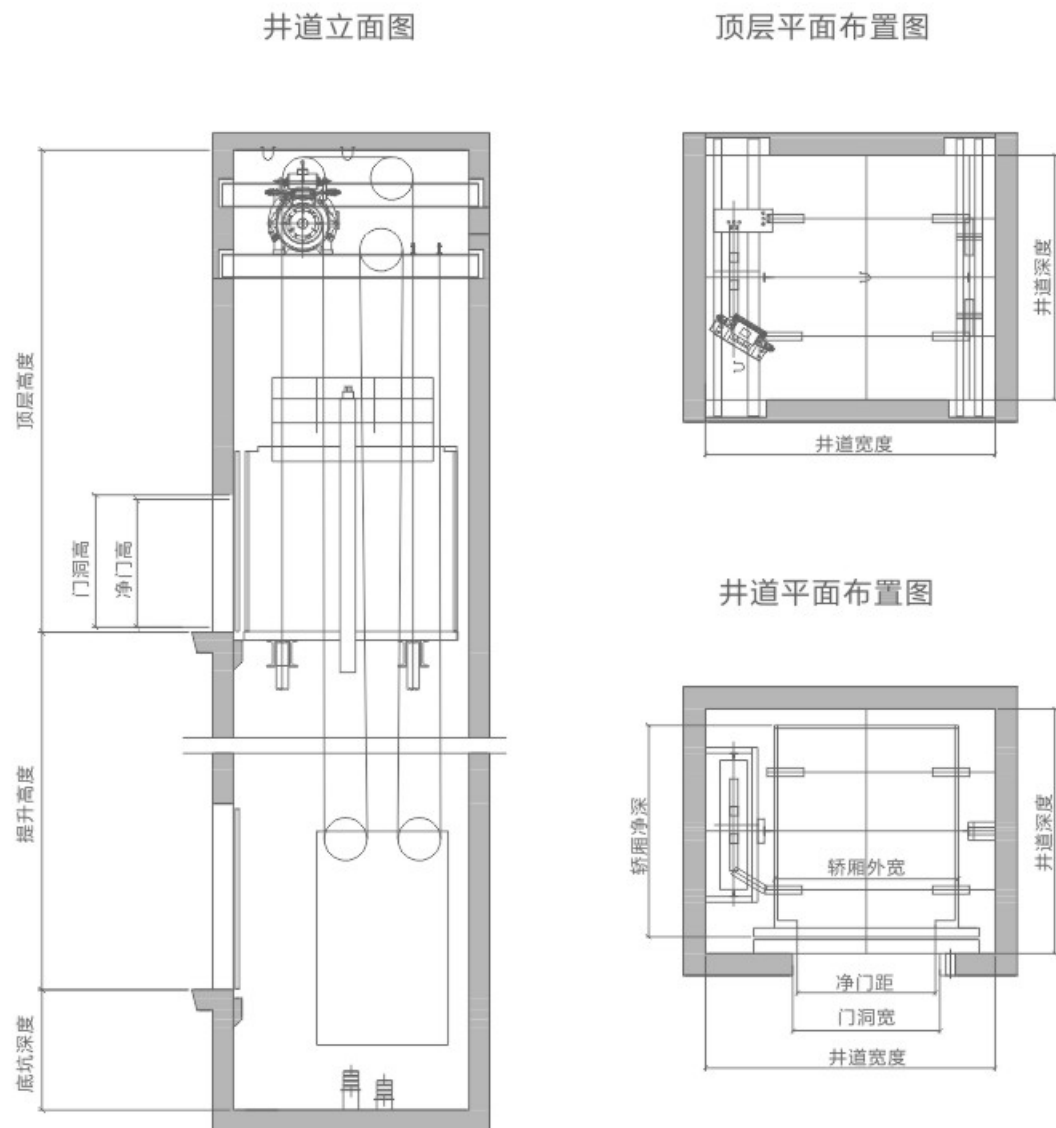 井道立面图
顶层高度
门洞高
净门高
提升高度
底坑深度
顶层平面布置图
井道深度
井道宽度
井道平面布置图
轿厢净深
轿厢外宽
井道深度
净门距
门洞宽
井道宽度